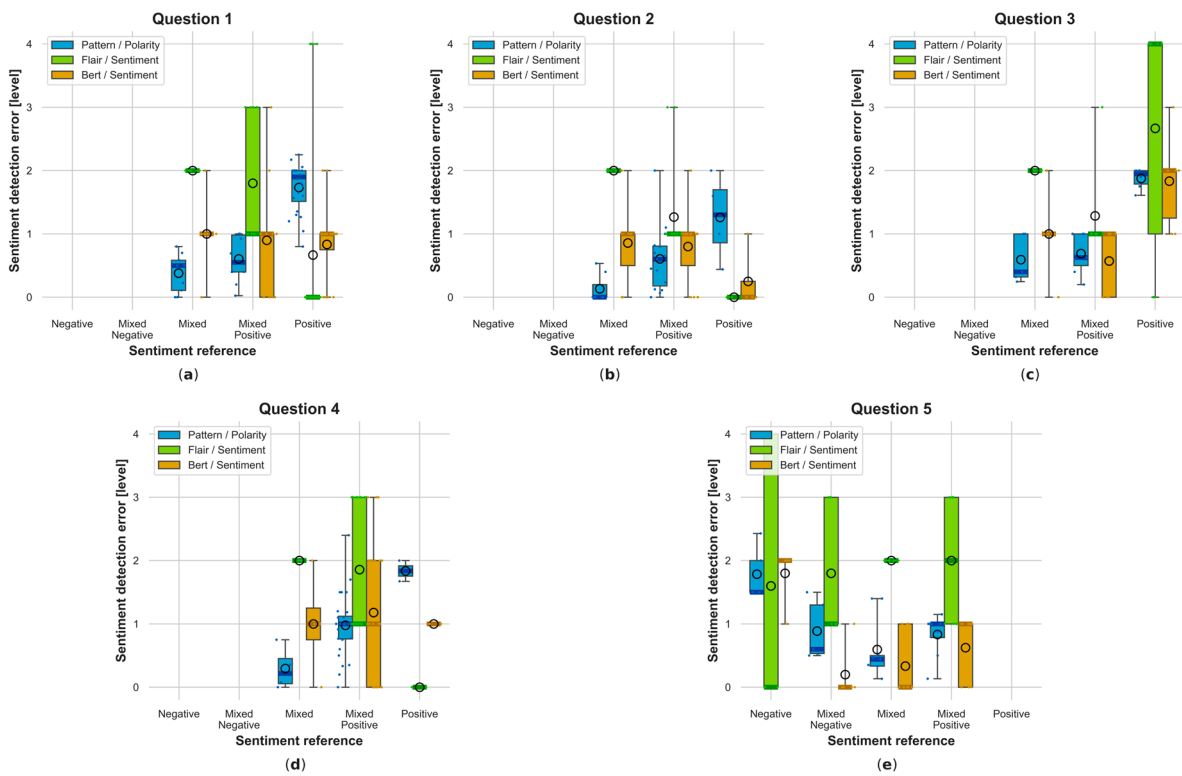 Question 1
Pattern / Polarity
Flair / Sentiment
Bert / Sentiment
Sentiment detection error [level]
4
3
2
1
0
Negative
Mixed
Negative
Mixed
Mixed
Positive
Positive
Sentiment reference
(a)
Question 2
Pattern / Polarity
Flair / Sentiment
Bert / Sentiment
Sentiment detection error [level]
4
3
2
1
0
Negative
Mixed
Negative
Mixed
Mixed
Positive
Positive
Sentiment reference
(b)
Question 3
Pattern / Polarity
Flair / Sentiment
Bert / Sentiment
Sentiment detection error [level]
4
3
2
1
0
Negative
Mixed
Negative
Mixed
Mixed
Positive
Positive
Sentiment reference
(c)
Question 4
Pattern / Polarity
Flair / Sentiment
Bert / Sentiment
Sentiment detection error [level]
4
3
2
1
0
Negative
Mixed
Negative
Mixed
Mixed
Positive
Positive
Sentiment reference
(d)
Question 5
Pattern / Polarity
Flair / Sentiment
Bert / Sentiment
Sentiment detection error [level]
4
3
2
1
0
Negative
Mixed
Negative
Mixed
Mixed
Positive
Positive
Sentiment reference
(e)